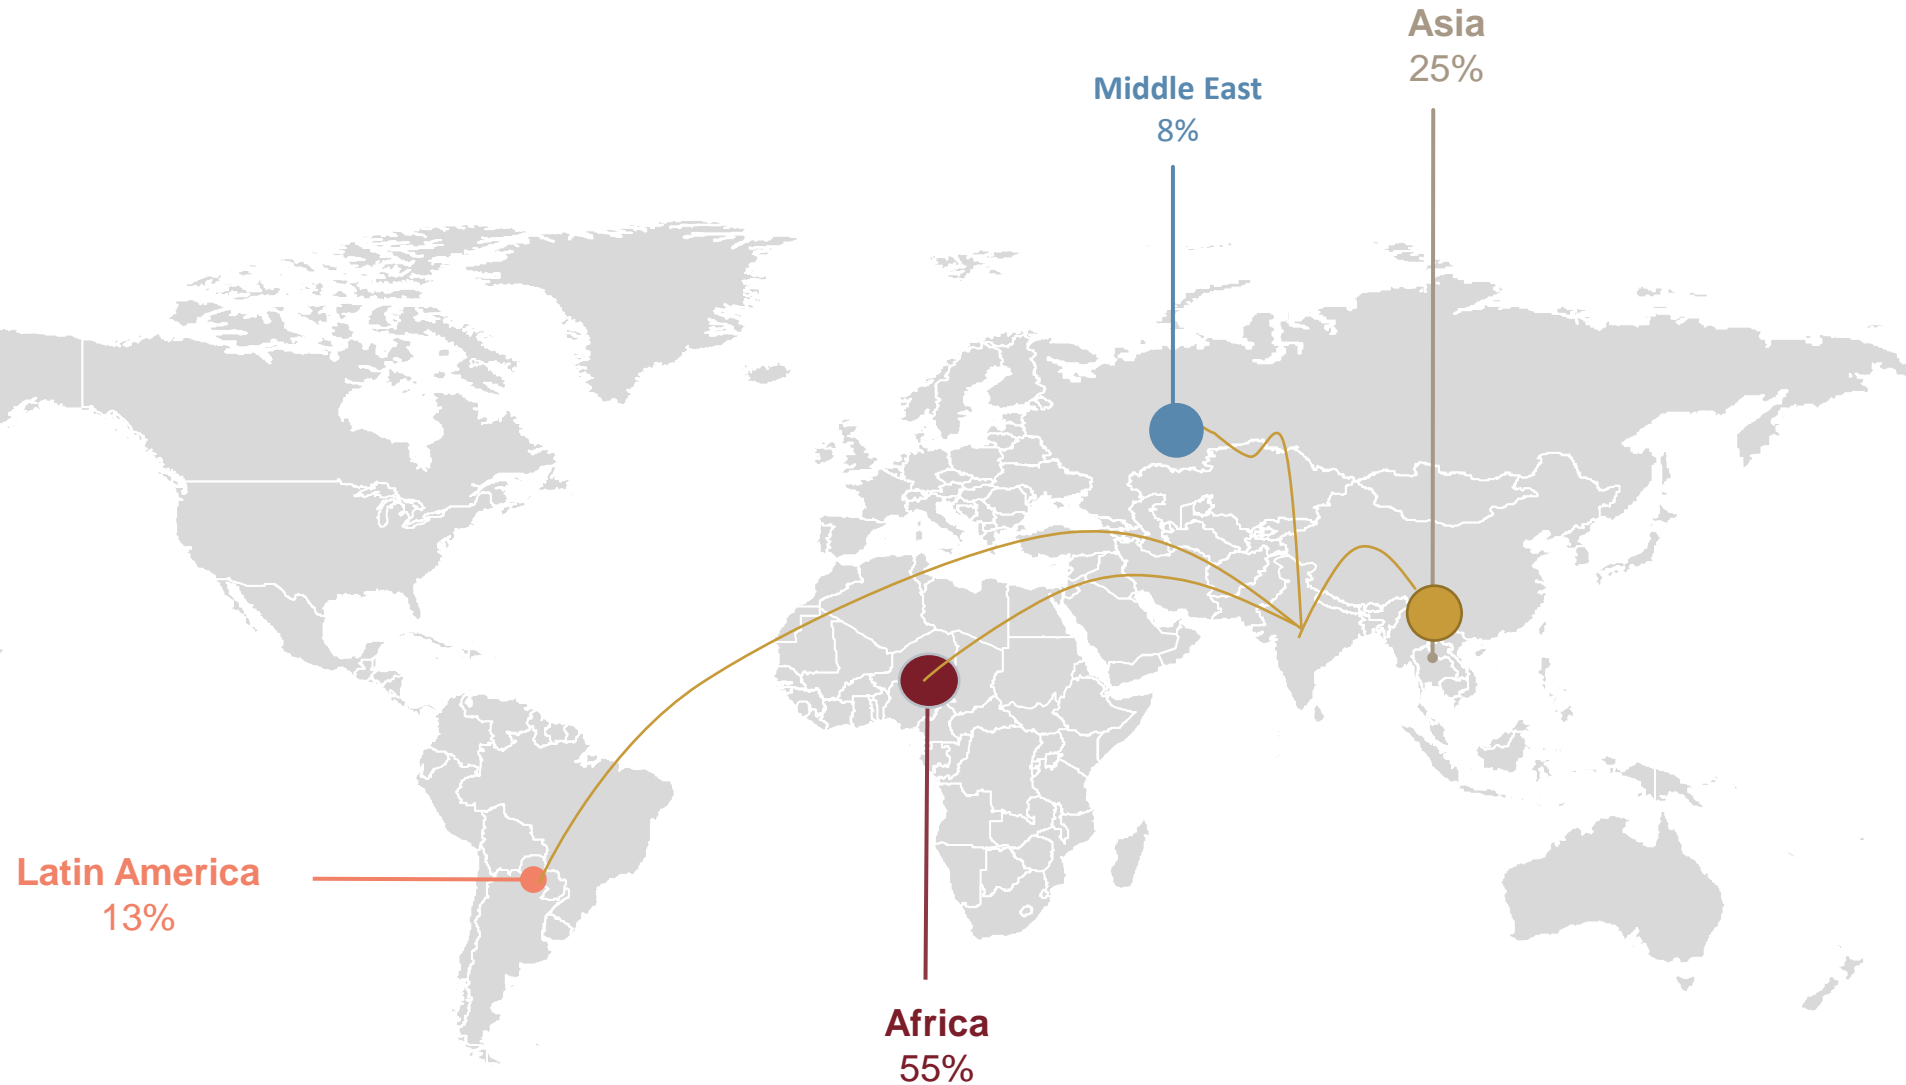 Asia
25%
Middle East
8%
Latin America
13%
Africa
55%